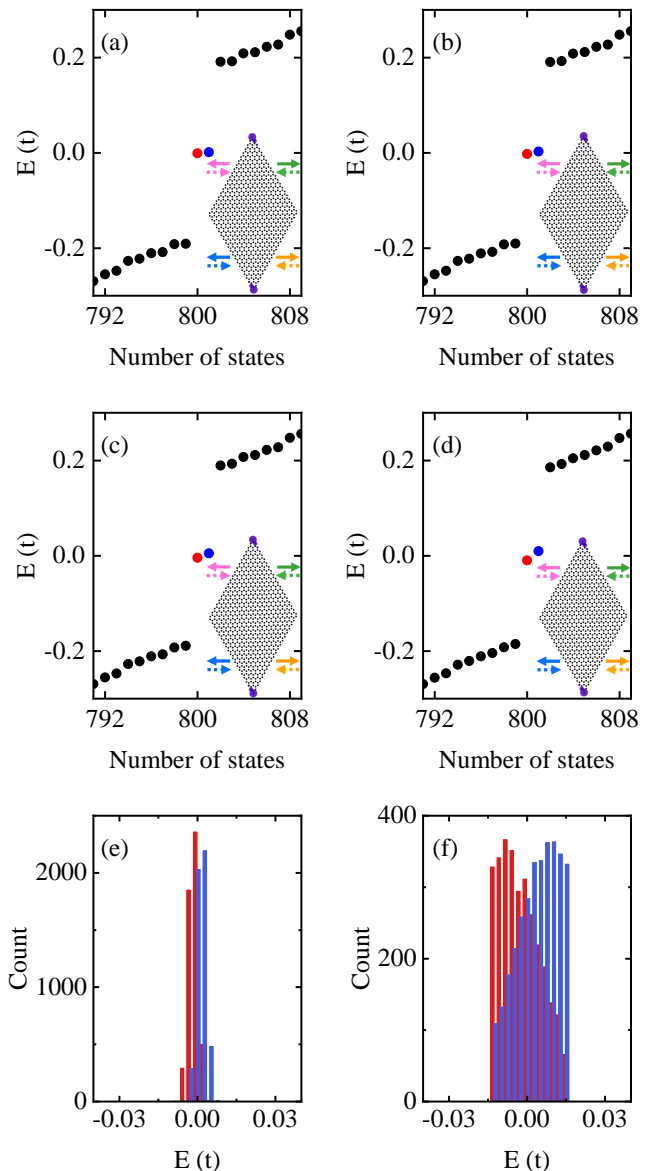 (a) (b)
0.2 0.2
E (t) 0.0 E (t) 0.0
-0.2 -0.2
792 800 808 792 800 808
Number of states Number of states
(c) (d)
0.2 0.2
E (t) 0.0 E (t) 0.0
-0.2 -0.2
792 800 808 792 800 808
Number of states Number of states
(e) (f)
400
2000
Count 1000 Count 200
0 0
-0.03 0.00 0.03 -0.03 0.00 0.03
E (t) E (t)